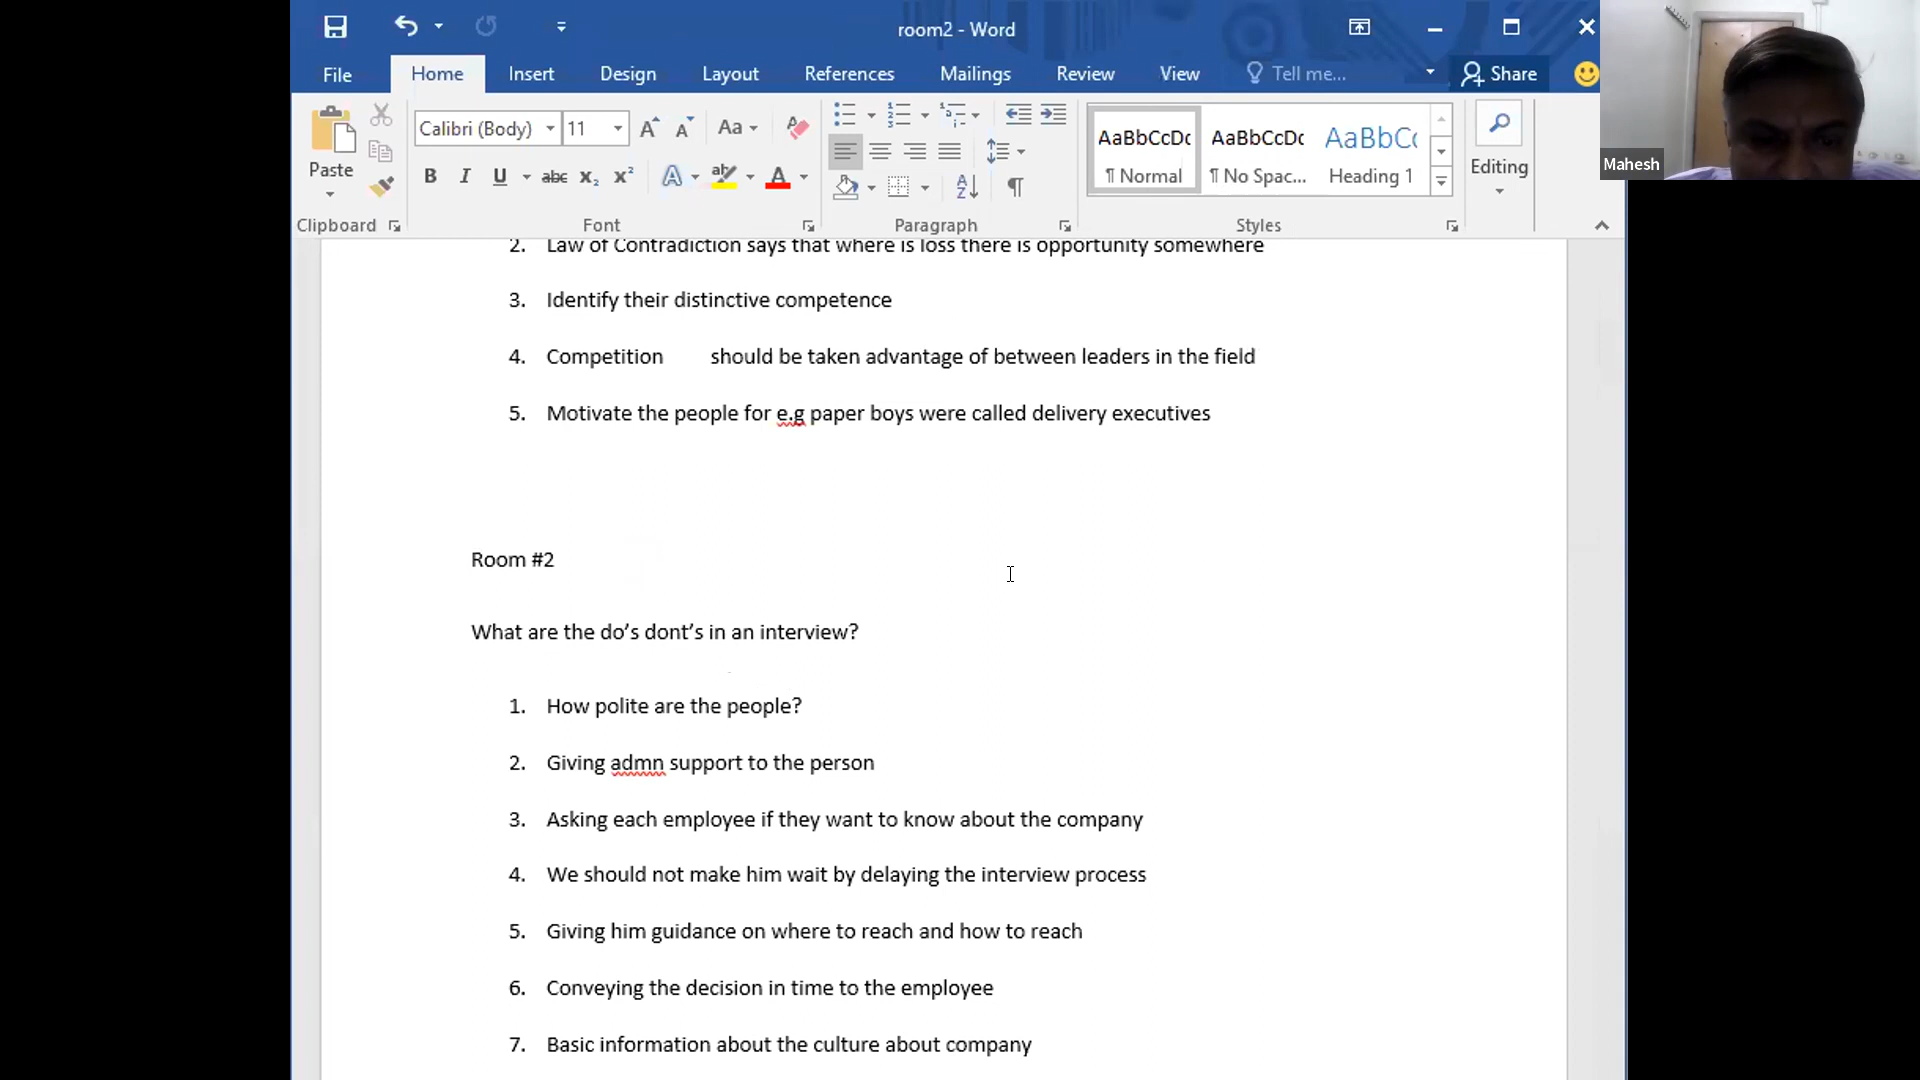 room2 - Word
File
Home
Insert
Design
Layout
References
Mailings
Review
View
Tell me...
Share
Mahesh
Paste
Calibri (Body)
11
Aa
B I U abc X₂ X²
A
AaBbCcDc
¶ Normal
AaBbCcDc
¶ No Spac...
AaBbCc
Heading 1
Editing
Clipboard
Font
Paragraph
Styles
2. Law of Contradiction says that where is loss there is opportunity somewhere
3. Identify their distinctive competence
4. Competition should be taken advantage of between leaders in the field
5. Motivate the people for e.g paper boys were called delivery executives
Room #2
What are the do’s dont’s in an interview?
1. How polite are the people?
2. Giving admn support to the person
3. Asking each employee if they want to know about the company
4. We should not make him wait by delaying the interview process
5. Giving him guidance on where to reach and how to reach
6. Conveying the decision in time to the employee
7. Basic information about the culture about company